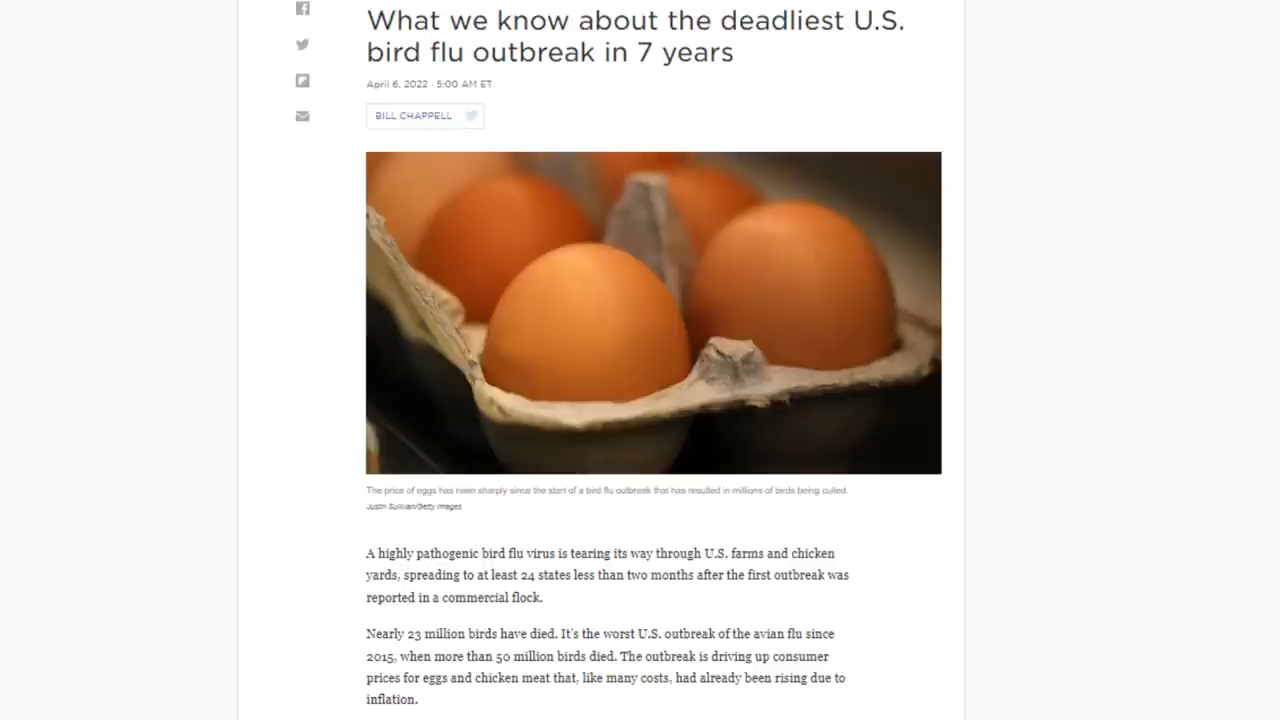 What we know about the deadliest U.S.
bird flu outbreak in 7 years
April 6, 2022 · 5:00 AM ET
BILL CHAPPELL
The price of eggs has risen sharply since the start of a bird flu outbreak that has resulted in millions of birds being culled.
Justin Sullivan/Getty Images
A highly pathogenic bird flu virus is tearing its way through U.S. farms and chicken
yards, spreading to at least 24 states less than two months after the first outbreak was
reported in a commercial flock.
Nearly 23 million birds have died. It's the worst U.S. outbreak of the avian flu since
2015, when more than 50 million birds died. The outbreak is driving up consumer
prices for eggs and chicken meat that, like many costs, had already been rising due to
inflation.